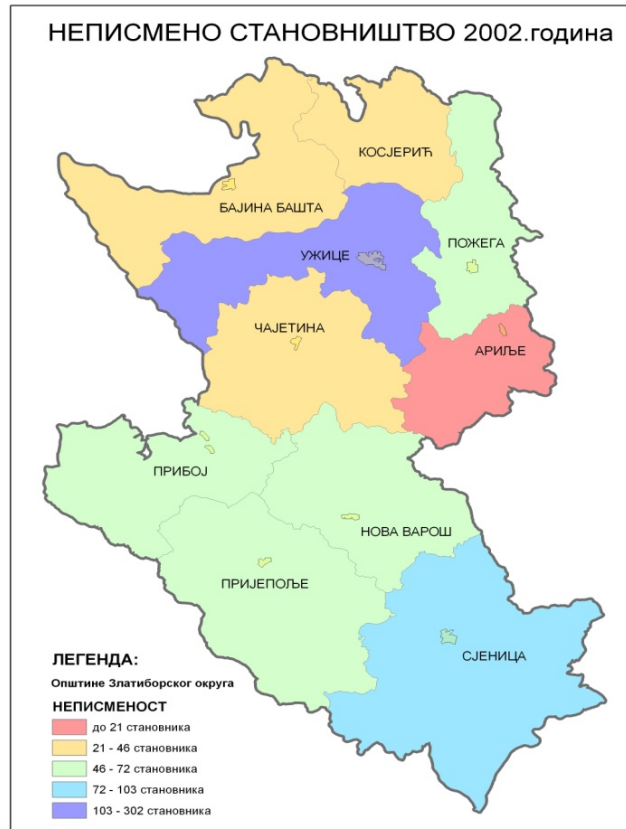 НЕПИСМЕНО СТАНОВНИШТВО 2002.година
КОСЈЕРИЋ
БАЈИНА БАШТА
ПОЖЕГА
УЖИЦЕ
ЧАЈЕТИНА
АРИЉЕ
ПРИБОЈ
НОВА ВАРОШ
ПРИЈЕПОЉЕ
СЈЕНИЦА
ЛЕГЕНДА:
Општине Златиборског округа
НЕПИСМЕНОСТ
до 21 становника
21 - 46 становника
46 - 72 становника
72 - 103 становника
103 - 302 становника